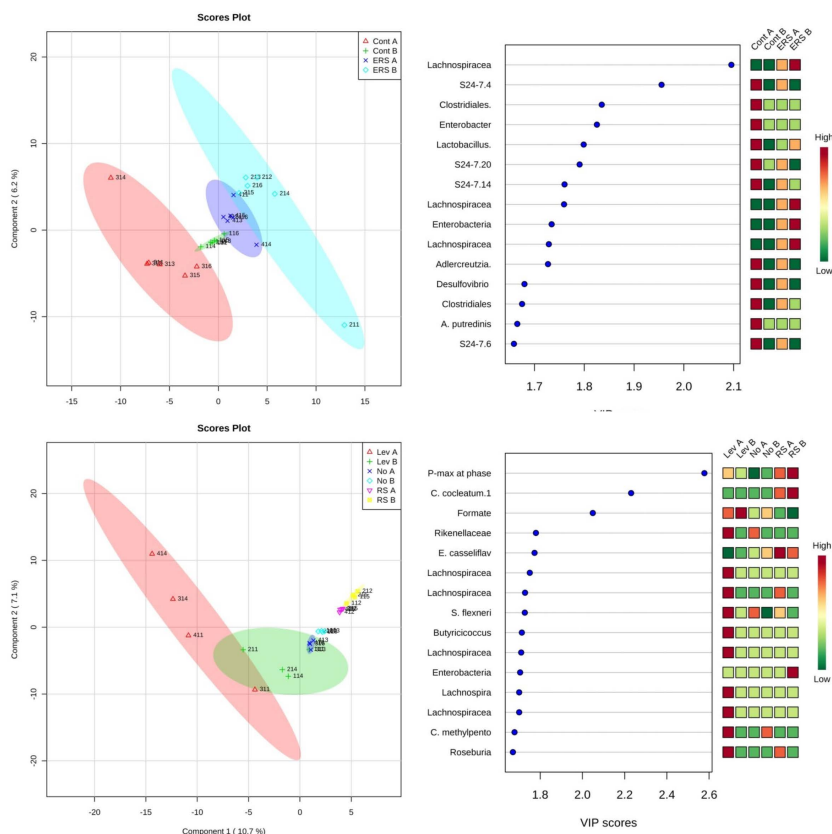 Scores Plot
Cont A
Cont B
ERS A
ERS B
20
10
0
-10
Component 2 ( 6.2 %)
314
313
316
315
114
116
213
212
216
315
214
411
413
414
211
-15
-10
-5
0
5
10
15
Cont A
Cont B
ERS A
ERS B
Lachnospiracea
S24-7.4
Clostridiales.
Enterobacter
Lactobacillus.
S24-7.20
S24-7.14
Lachnospiracea
Enterobacteria
Lachnospiracea
Adlercreutzia.
Desulfovibrio
Clostridiales
A. putredinis
S24-7.6
1.7
1.8
1.9
2.0
2.1
High
Low
Scores Plot
Lev A
Lev B
No A
No B
RS A
RS B
20
10
0
-10
-20
Component 2 ( 7.1 %)
414
314
411
311
211
214
114
413
212
112
412
-20
-15
-10
-5
0
5
Component 1 ( 10.7 %)
Lev A
Lev B
No A
No B
RS A
RS B
P-max at phase
C. cocleatum.1
Formate
Rikenellaceae
E. casseliflav
Lachnospiracea
Lachnospiracea
S. flexneri
Butyricicoccus
Lachnospiracea
Enterobacteria
Lachnospira
Lachnospiracea
C. methylpento
Roseburia
1.8
2.0
2.2
2.4
2.6
VIP scores
High
Low